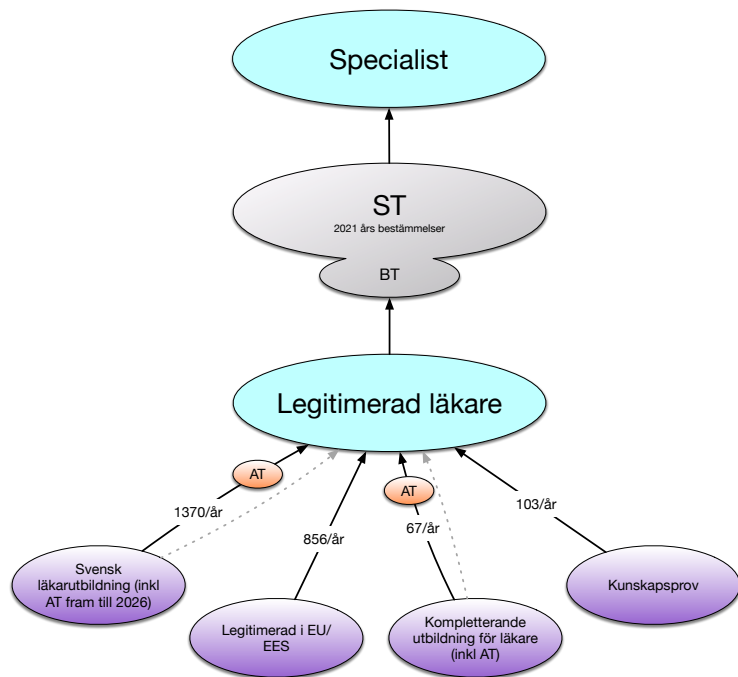 Specialist
ST
2021 års bestämmelser
BT
Legitimerad läkare
AT
AT
1370/år
856/år
67/år
103/år
Svensk
läkarutbildning (inkl
AT fram till 2026)
Legitimerad i EU/
EES
Kompletterande
utbildning för läkare
(inkl AT)
Kunskapsprov